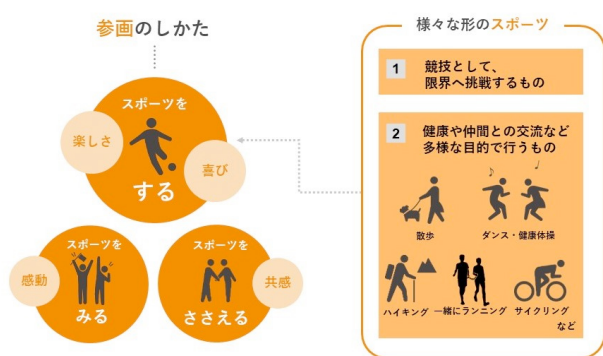 参画のしかた
スポーツを
楽しさ
喜び
する
スポーツを
感動
みる
スポーツを
共感
ささえる
様々な形のスポーツ
1 競技として、
限界へ挑戦するもの
2 健康や仲間との交流など
多様な目的で行うもの
散歩
ダンス・健康体操
ハイキング
一緒にランニング
サイクリング
など